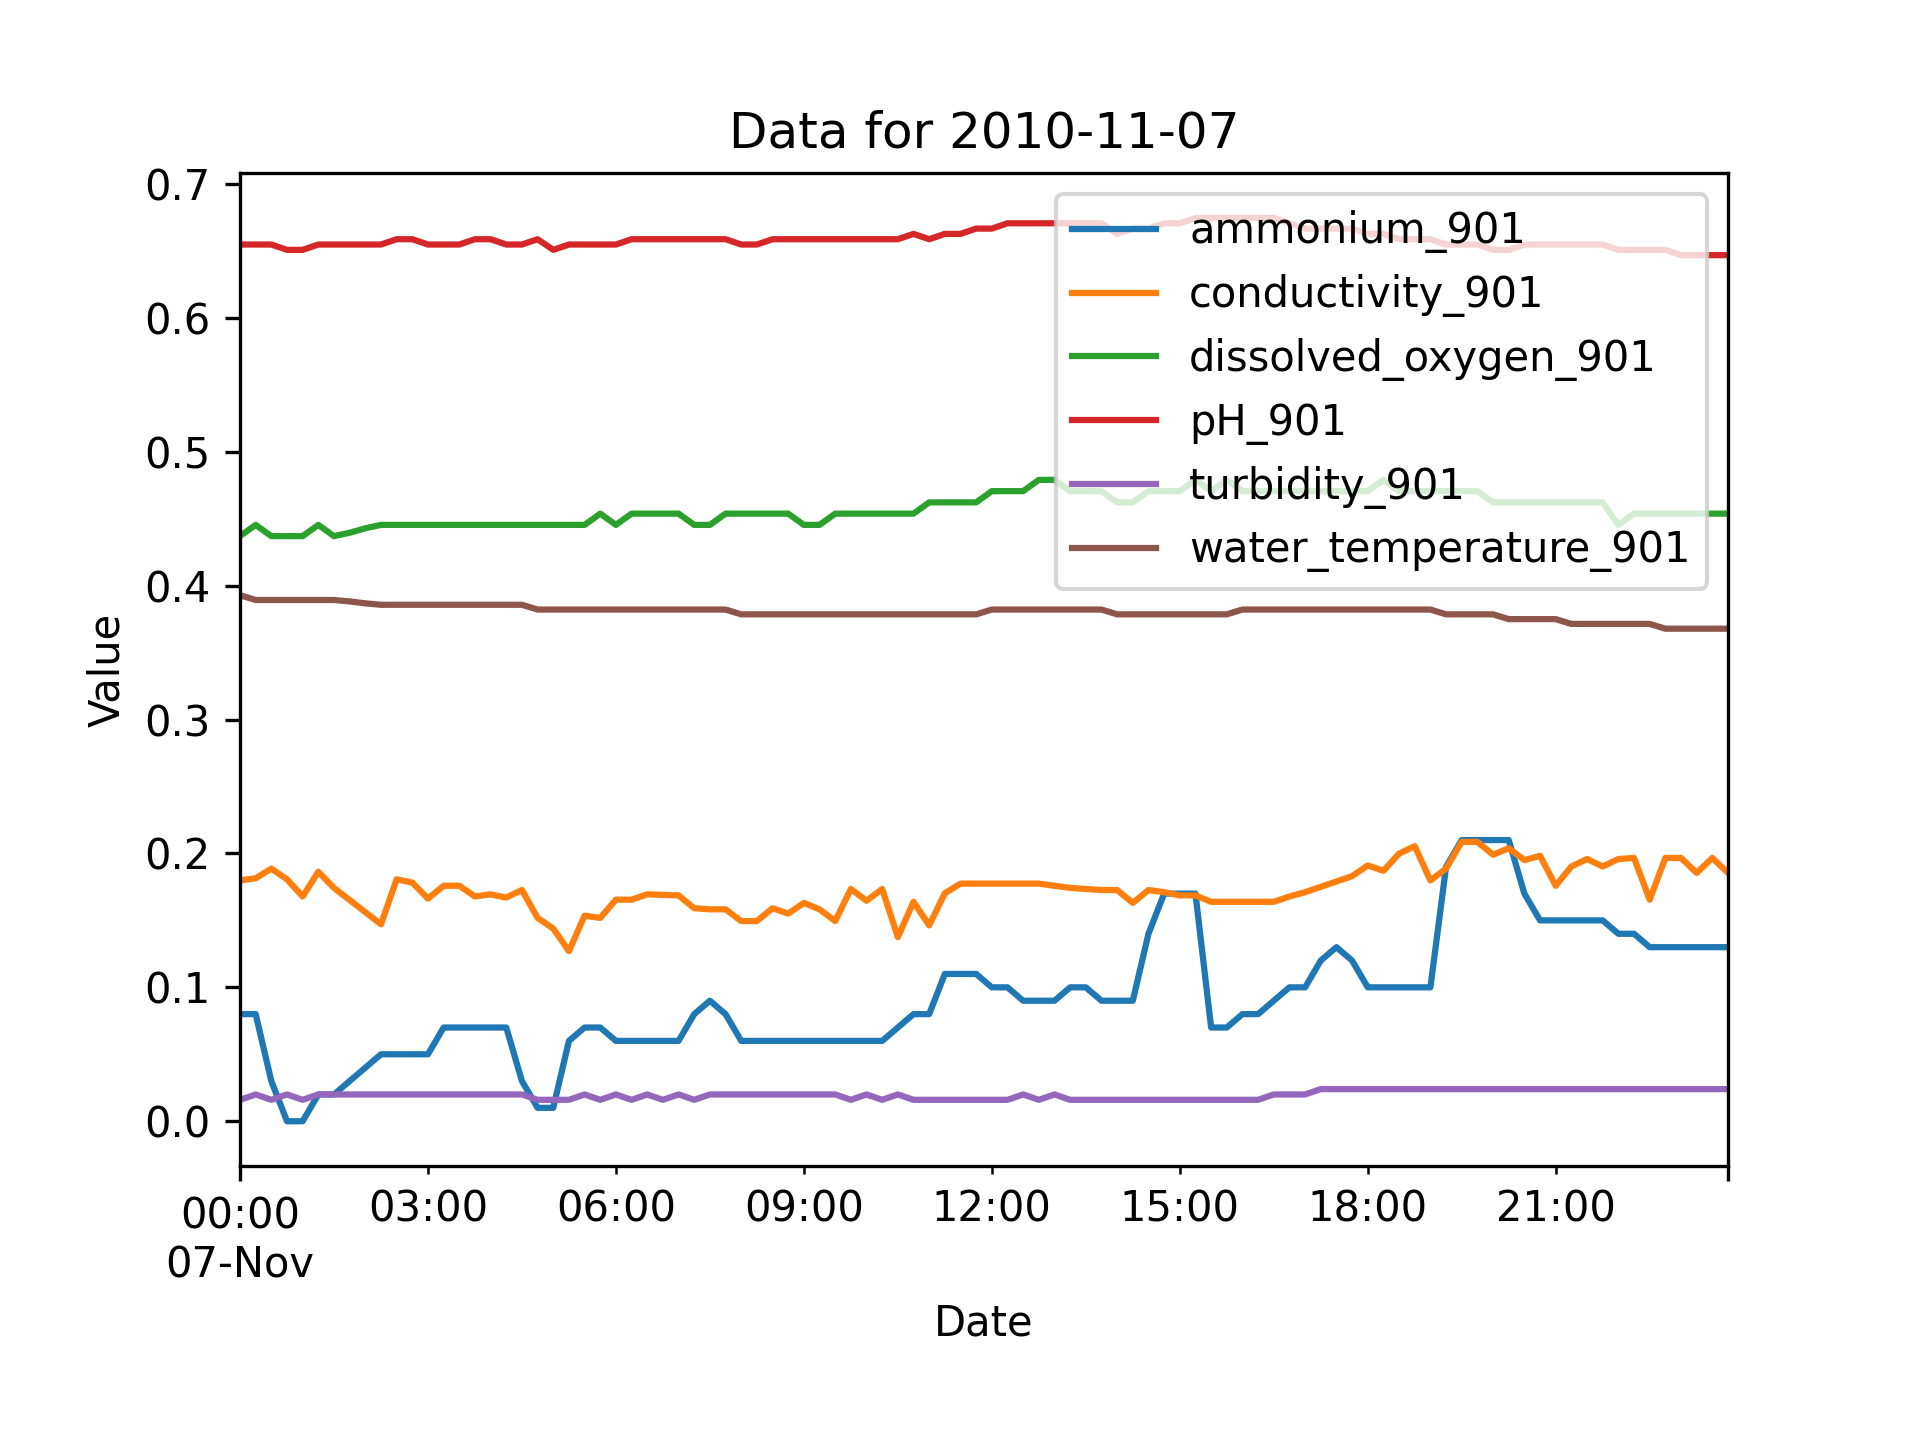 Data for 2010-11-07
0.7
0.6
0.5
0.4
0.3
0.2
0.1
0.0
Value
ammonium_901
conductivity_901
dissolved_oxygen_901
pH_901
turbidity_901
water_temperature_901
00:00 03:00 06:00 09:00 12:00 15:00 18:00 21:00
07-Nov
Date